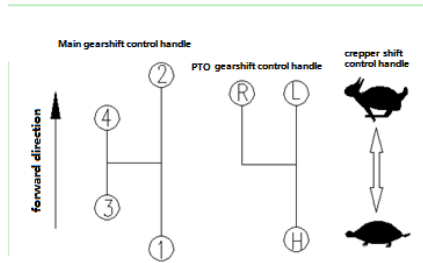 Main gearshift control handle
PTO gearshift control handle
crepper shift
control handle
forward direction
2
4
3
1
R
L
H